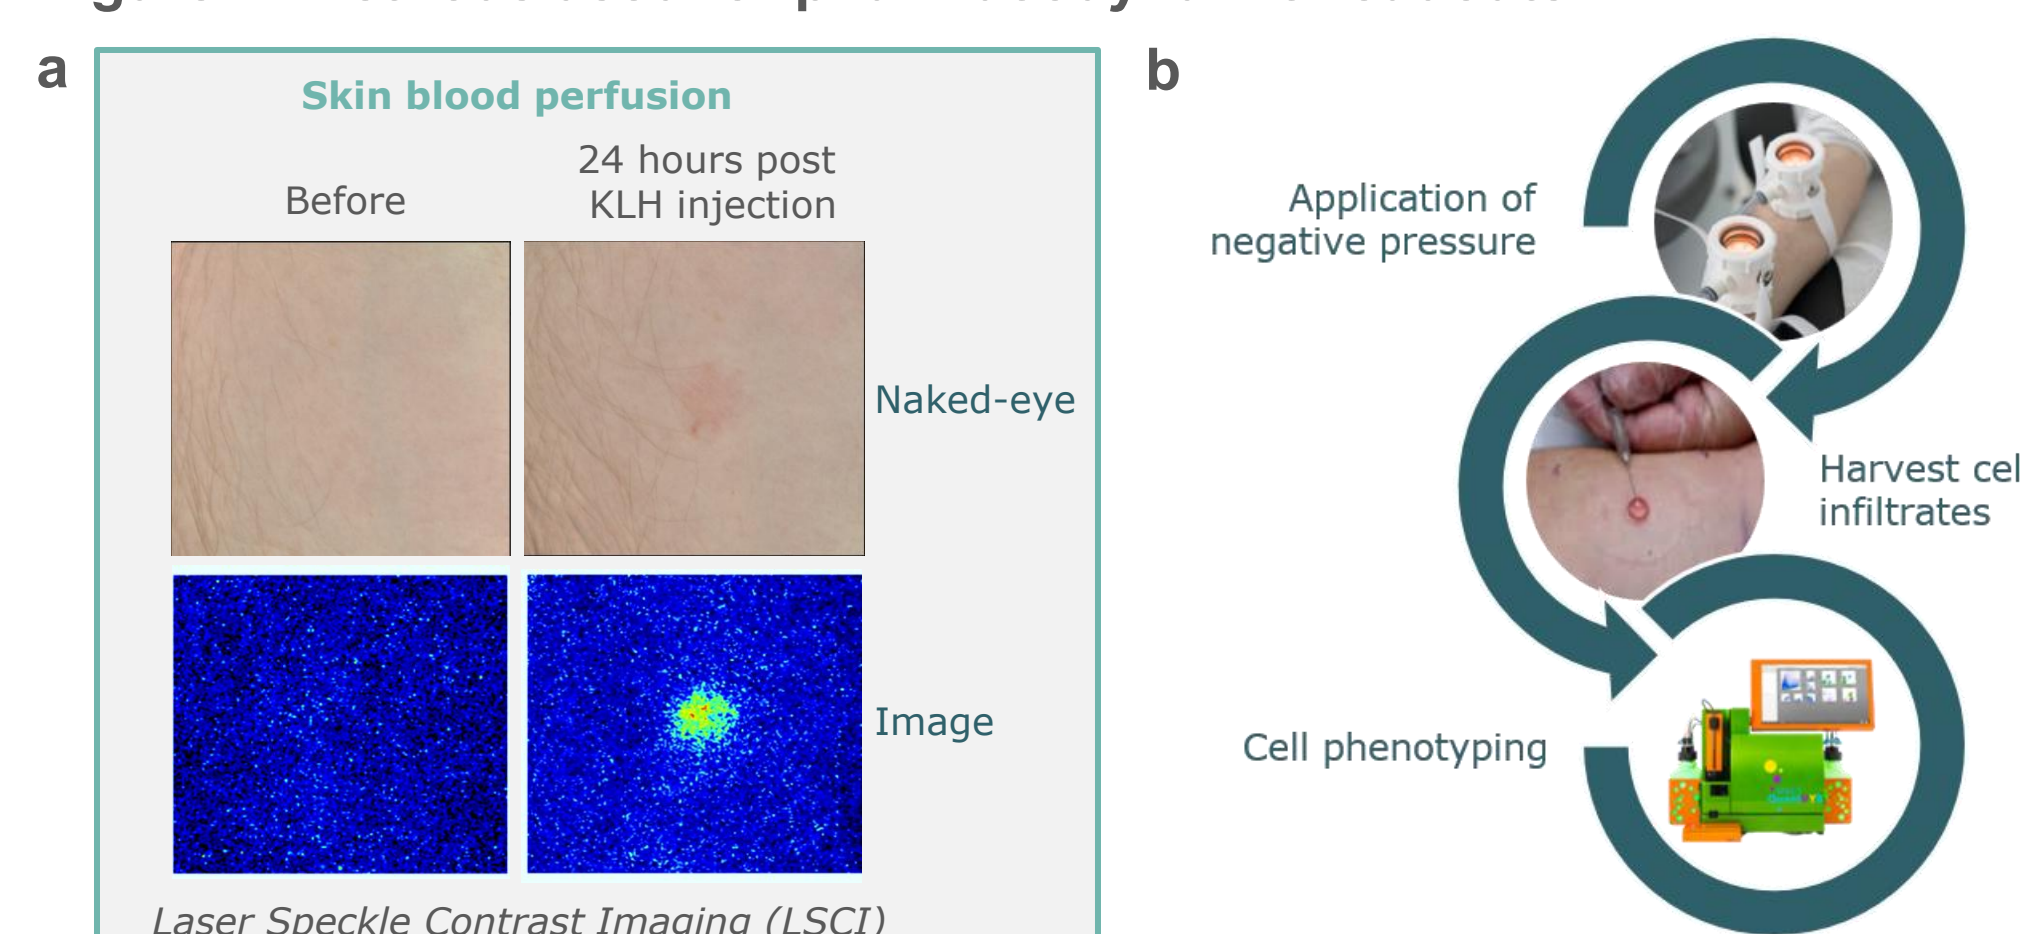 a
Skin blood perfusion
Before
24 hours post
KLH injection
Naked-eye
Image
Laser Speckle Contrast Imaging (LSCI)
b
Application of
negative pressure
Harvest cel
infiltrates
Cell phenotyping